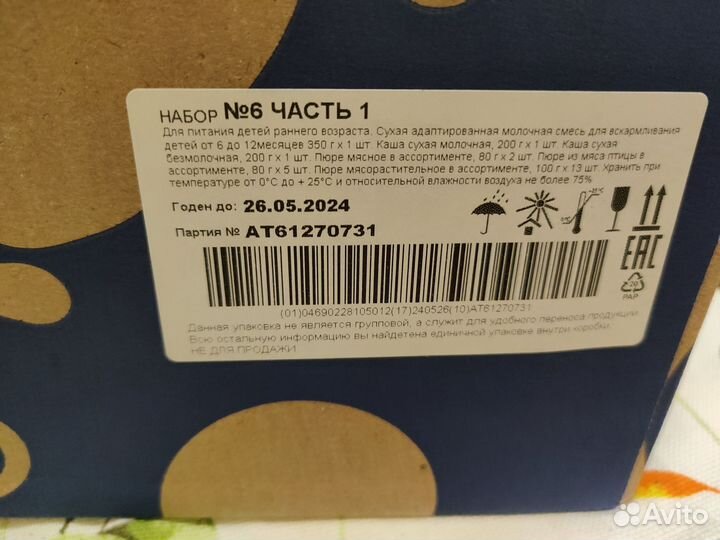 НАБОР №6 ЧАСТЬ 1
Для питания детей раннего возраста. Сухая адаптированная молочная смесь для вскармливания
детей от 6 до 12месяцев 350 г х 1 шт. Каша сухая молочная, 200 г х 1 шт. Каша сухая
безмолочная, 200 г х 1 шт. Пюре мясное в ассортименте, 80 г х 2 шт. Пюре из мяса птицы в
ассортименте, 80 г х 5 шт. Пюре мясорастительное в ассортименте, 100 г х 13 шт. Хранить при
температуре от 0°С до + 25°С и относительной влажности воздуха не более 75%
Годен до: 26.05.2024
Партия № АТ61270731
EAC
20
PAP
(01)04690228105012(17)240526(10)AT61270731
Данная упаковка не является групповой, а служит для удобного переноса продукции.
Всю остальную информацию вы найдете на единичной упаковке внутри коробки.
НЕ ДЛЯ ПРОДАЖИ
Avito